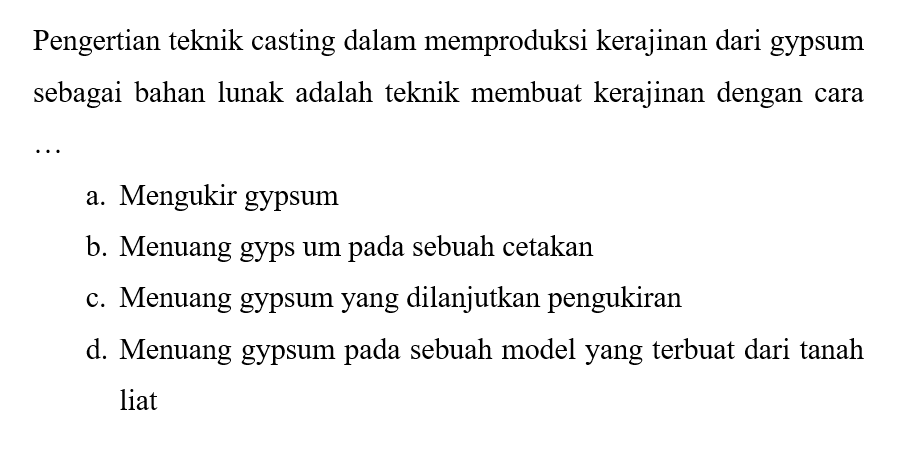 Pengertian teknik casting dalam memproduksi kerajinan dari gypsum
sebagai bahan lunak adalah teknik membuat kerajinan dengan cara
…
a. Mengukir gypsum
b. Menuang gyps um pada sebuah cetakan
c. Menuang gypsum yang dilanjutkan pengukiran
d. Menuang gypsum pada sebuah model yang terbuat dari tanah
liat